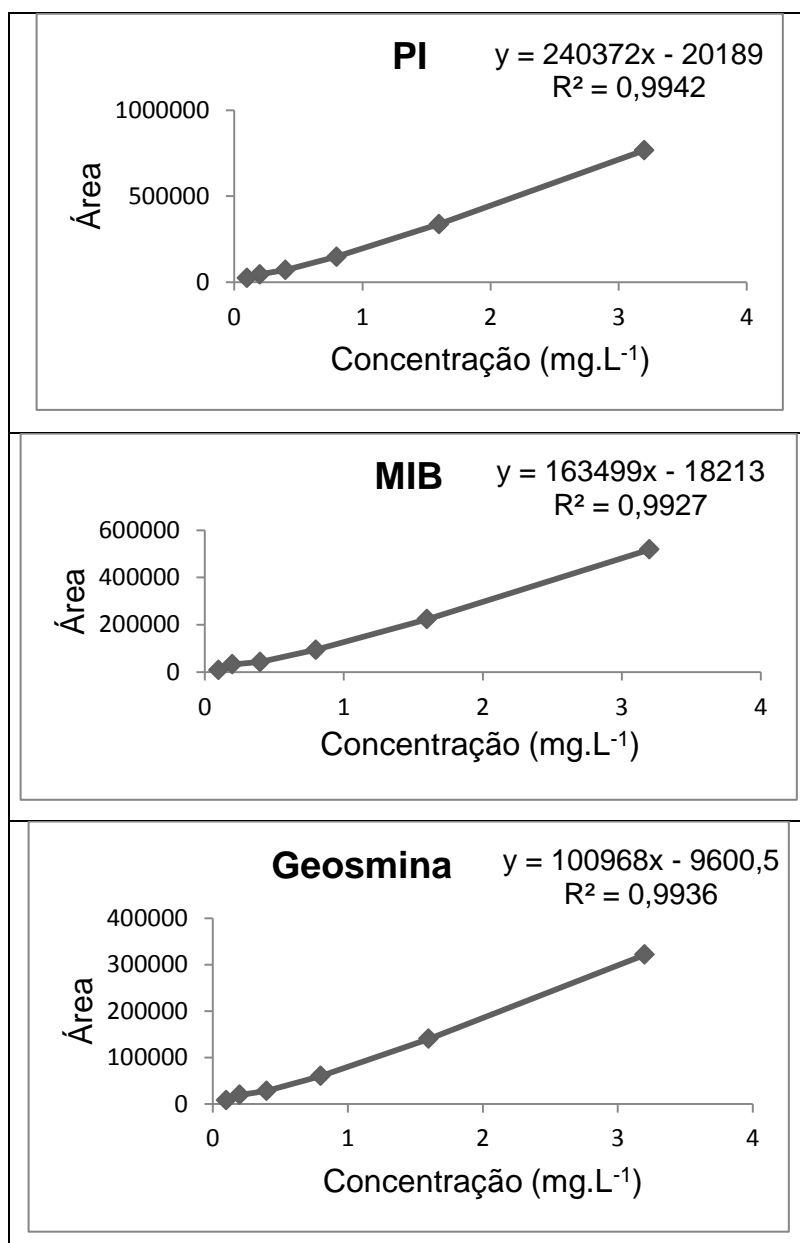 PI
y = 240372x - 20189
R² = 0,9942
1000000
500000
0
0 1 2 3 4
Área
Concentração (mg.L⁻¹)
MIB
y = 163499x - 18213
R² = 0,9927
600000
400000
200000
0
0 1 2 3 4
Área
Concentração (mg.L⁻¹)
Geosmina
y = 100968x - 9600,5
R² = 0,9936
400000
300000
200000
100000
0
0 1 2 3 4
Área
Concentração (mg.L⁻¹)